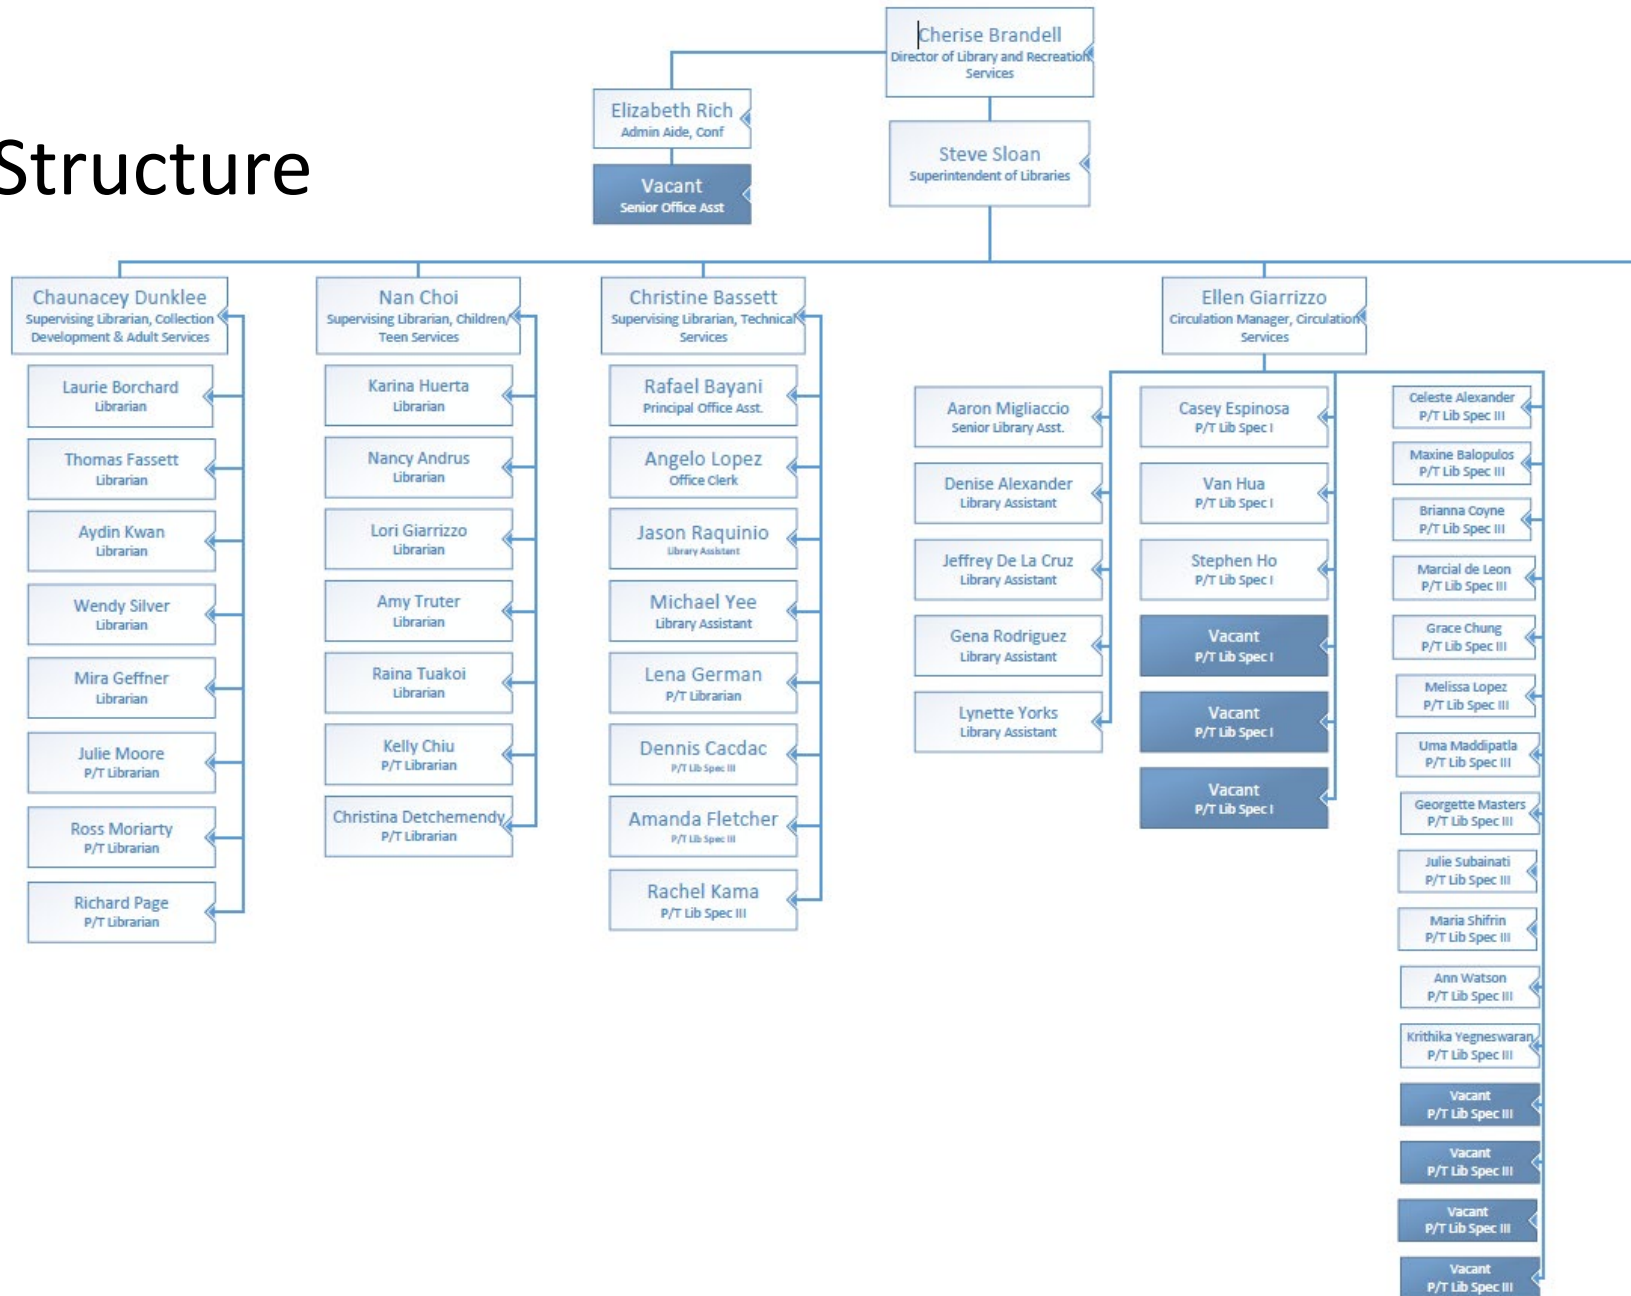 Structure
Cherise Brandell
Director of Library and Recreation
Services
Elizabeth Rich
Admin Aide, Conf
Vacant
Senior Office Asst
Steve Sloan
Superintendent of Libraries
Chaunacey Dunklee
Supervising Librarian, Collection
Development & Adult Services
Laurie Borchard
Librarian
Thomas Fassett
Librarian
Aydin Kwan
Librarian
Wendy Silver
Librarian
Mira Geffner
Librarian
Julie Moore
P/T Librarian
Ross Moriarty
P/T Librarian
Richard Page
P/T Librarian
Nan Choi
Supervising Librarian, Children/
Teen Services
Karina Huerta
Librarian
Nancy Andrus
Librarian
Lori Giarrizzo
Librarian
Amy Truter
Librarian
Raina Tuakoi
Librarian
Kelly Chiu
P/T Librarian
Christina Detchemendy
P/T Librarian
Christine Bassett
Supervising Librarian, Technical
Services
Rafael Bayani
Principal Office Asst.
Angelo Lopez
Office Clerk
Jason Raquinio
Library Assistant
Michael Yee
Library Assistant
Lena German
P/T Librarian
Dennis Cacdac
P/T Lib Spec III
Amanda Fletcher
P/T Lib Spec III
Rachel Kama
P/T Lib Spec III
Ellen Giarrizzo
Circulation Manager, Circulation
Services
Aaron Migliaccio
Senior Library Asst.
Denise Alexander
Library Assistant
Jeffrey De La Cruz
Library Assistant
Gena Rodriguez
Library Assistant
Lynette Yorks
Library Assistant
Casey Espinosa
P/T Lib Spec I
Van Hua
P/T Lib Spec I
Stephen Ho
P/T Lib Spec I
Vacant
P/T Lib Spec I
Vacant
P/T Lib Spec I
Vacant
P/T Lib Spec I
Celeste Alexander
P/T Lib Spec III
Maxine Balopulos
P/T Lib Spec III
Brianna Coyne
P/T Lib Spec III
Marcial de Leon
P/T Lib Spec III
Grace Chung
P/T Lib Spec III
Melissa Lopez
P/T Lib Spec III
Uma Maddipatla
P/T Lib Spec III
Georgette Masters
P/T Lib Spec III
Julie Subainati
P/T Lib Spec III
Maria Shifrin
P/T Lib Spec III
Ann Watson
P/T Lib Spec III
Krithika Yegneswaran
P/T Lib Spec III
Vacant
P/T Lib Spec III
Vacant
P/T Lib Spec III
Vacant
P/T Lib Spec III
Vacant
P/T Lib Spec III